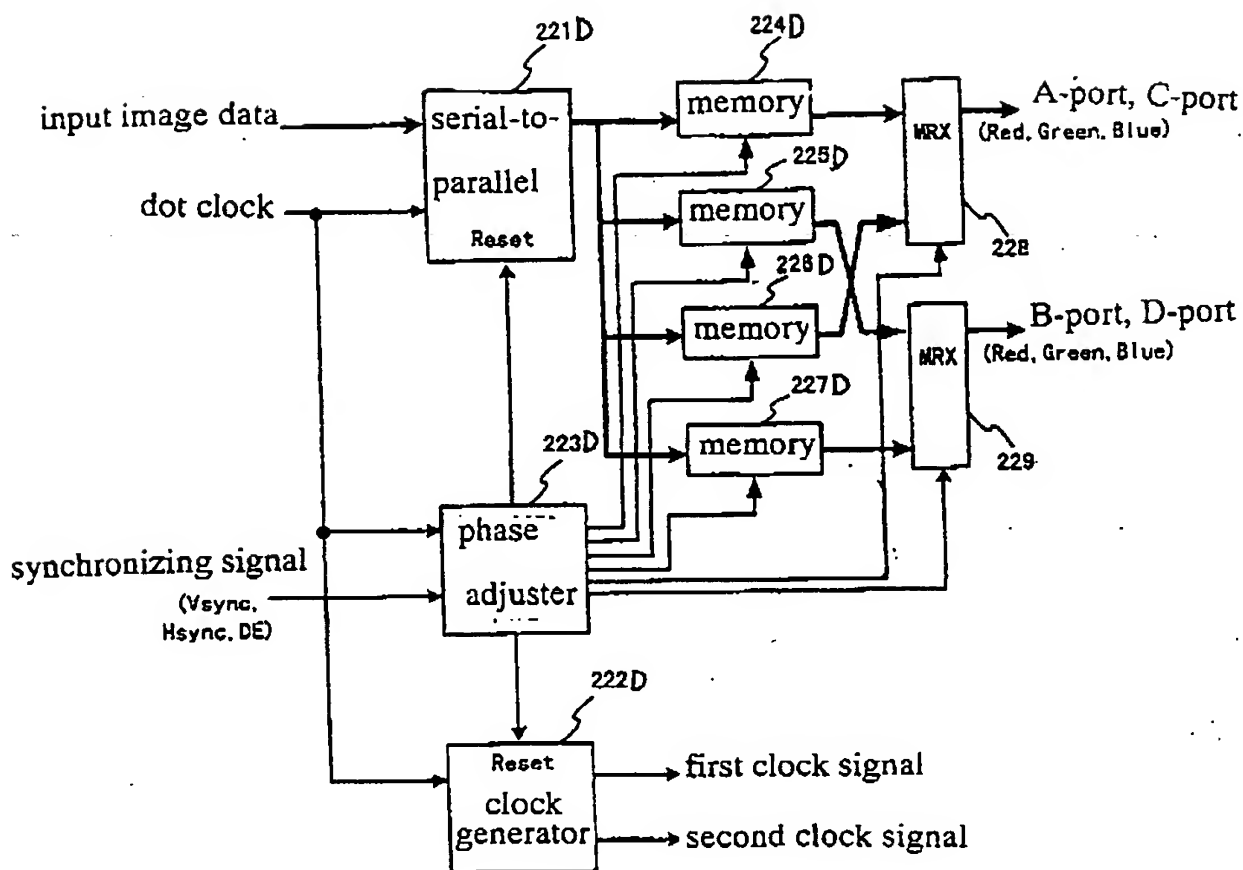 221D
224D
input image data
serial-to-
parallel
Reset
memory
MRX
A-port, C-port
(Red, Green, Blue)
225D
dot clock
memory
228
226D
memory
B-port, D-port
(Red, Green, Blue)
MRX
227D
memory
229
223D
phase
adjuster
synchronizing signal
(Vsync,
Hsync, DE)
222D
Reset
clock
generator
first clock signal
second clock signal